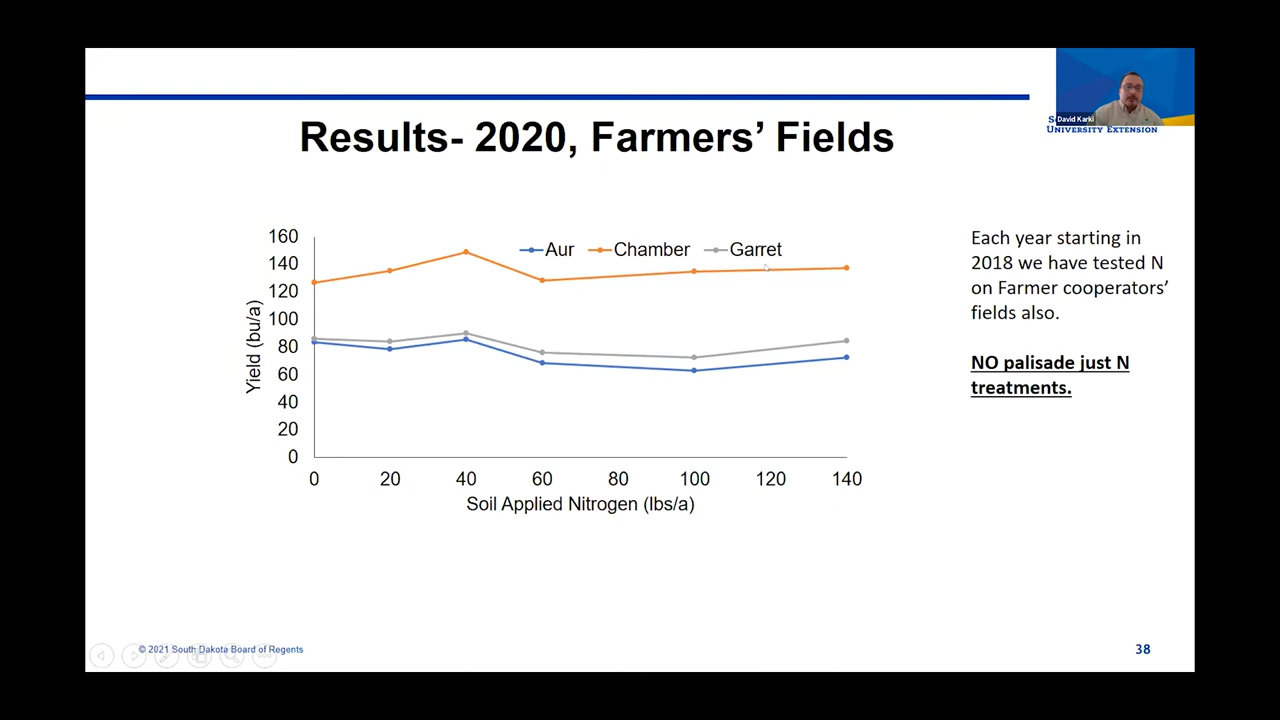 David Karki
UNIVERSITY EXTENSION
Results- 2020, Farmers’ Fields
160
140
120
100
80
60
40
20
0
Yield (bu/a)
Aur
Chamber
Garret
0 20 40 60 80 100 120 140
Soil Applied Nitrogen (lbs/a)
Each year starting in
2018 we have tested N
on Farmer cooperators’
fields also.
NO palisade just N
treatments.
© 2021 South Dakota Board of Regents
38